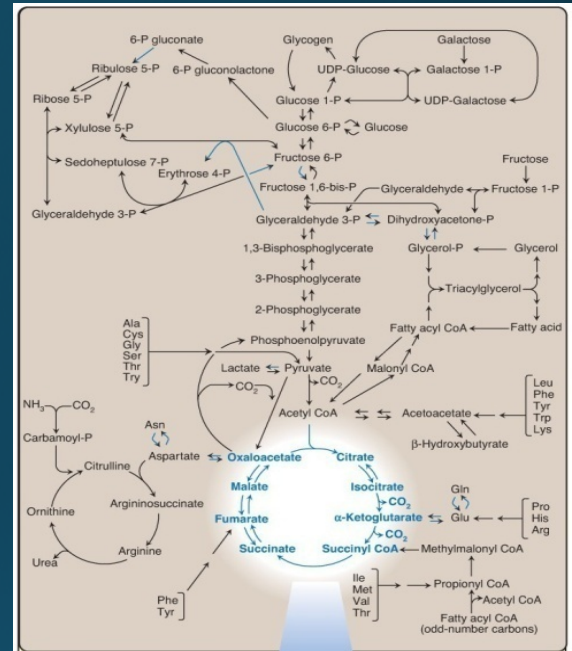 6-P gluconate
Glycogen
Galactose
Ribulose 5-P
6-P gluconolactone
UDP-Glucose
Galactose 1-P
Ribose 5-P
Glucose 1-P
UDP-Galactose
Xylulose 5-P
Glucose 6-P
Glucose
Sedoheptulose 7-P
Fructose 6-P
Erythrose 4-P
Fructose
Fructose 1,6-bis-P
Glyceraldehyde
Fructose 1-P
Glyceraldehyde 3-P
Glyceraldehyde 3-P
Dihydroxyacetone-P
1,3-Bisphosphoglycerate
Glycerol-P
Glycerol
3-Phosphoglycerate
Triacylglycerol
2-Phosphoglycerate
Ala
Cys
Gly
Ser
Thr
Try
Fatty acyl CoA
Fatty acid
Phosphoenolpyruvate
Lactate
Pyruvate
Malonyl CoA
CO2
CO2
Leu
Phe
Tyr
Trp
Lys
NH3
CO2
Acetyl CoA
Acetoacetate
Asn
Carbamoyl-P
β-Hydroxybutyrate
Aspartate
Oxaloacetate
Citrate
Citrulline
Malate
Isocitrate
Gln
Argininosuccinate
CO2
Pro
His
Arg
Ornithine
Fumarate
α-Ketoglutarate
Glu
CO2
Arginine
Succinate
Succinyl CoA
Methylmalonyl CoA
Urea
Ile
Met
Val
Thr
Propionyl CoA
Phe
Tyr
Acetyl CoA
Fatty acyl CoA
(odd-number carbons)